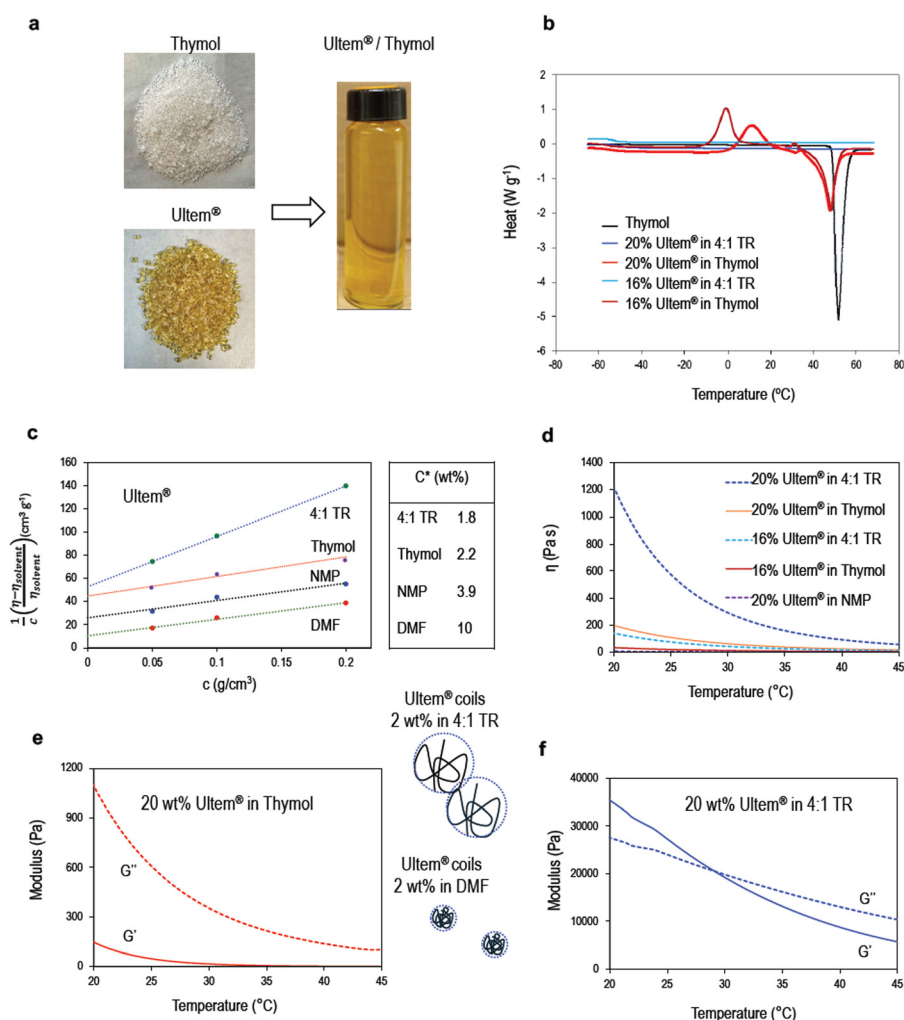 a
Thymol
Ultem®
Ultem® / Thymol
b
Heat (W g⁻¹)
2
1
0
-1
-2
-3
-4
-5
-6
-80 -60 -40 -20 0 20 40 60 80
Temperature (ºC)
Thymol
20% Ultem® in 4:1 TR
20% Ultem® in Thymol
16% Ultem® in 4:1 TR
16% Ultem® in Thymol
c
1/c (η−ηsolvent / ηsolvent) (cm³ g⁻¹)
160
140
120
100
80
60
40
20
0
0 0.05 0.1 0.15 0.2
c (g/cm³)
Ultem®
4:1 TR
Thymol
NMP
DMF
C* (wt%)
4:1 TR 1.8
Thymol 2.2
NMP 3.9
DMF 10
d
η (Pa s)
1400
1200
1000
800
600
400
200
0
20 25 30 35 40 45
Temperature (°C)
20% Ultem® in 4:1 TR
20% Ultem® in Thymol
16% Ultem® in 4:1 TR
16% Ultem® in Thymol
20% Ultem® in NMP
e
Modulus (Pa)
1200
900
600
300
0
20 25 30 35 40 45
Temperature (°C)
20 wt% Ultem® in Thymol
G''
G'
Ultem® coils
2 wt% in 4:1 TR
Ultem® coils
2 wt% in DMF
f
Modulus (Pa)
40000
30000
20000
10000
0
20 25 30 35 40 45
Temperature (°C)
20 wt% Ultem® in 4:1 TR
G''
G'